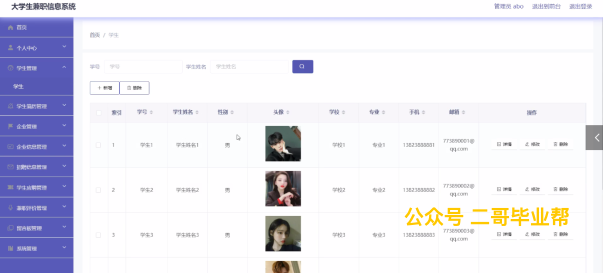 大学生兼职信息系统
管理员 abo 退出到前台 退出登录
首页
个人中心
学生管理
学生
学生简历管理
企业管理
企业信息管理
招聘信息管理
学生应聘管理
兼职评价管理
系统管理
首页 / 学生
学号 学号 学生姓名 学生姓名
+ 新增 删除
索引 学号 学生姓名 性别 头像 学校 专业 手机 邮箱 操作
1 学生1 学生姓名1 男 学校1 专业1 13823888881 773890001@qq.com 详情 修改 删除
2 学生2 学生姓名2 男 学校2 专业2 13823888882 773890002@qq.com 详情 修改 删除
3 学生3 学生姓名3 男 学校3 专业3 13823888883 773890003@qq.com 详情 修改 删除
公众号 二哥毕业帮